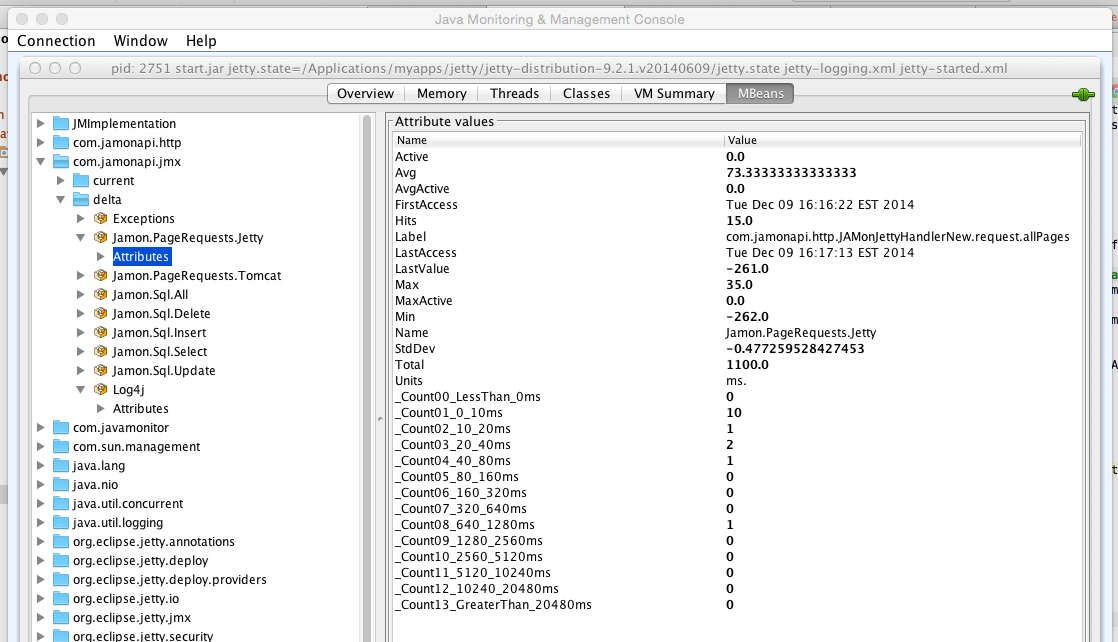 Java Monitoring & Management Console
Connection Window Help
pid: 2751 start.jar jetty.state=/Applications/myapps/jetty/jetty-distribution-9.2.1.v20140609/jetty.state jetty-logging.xml jetty-started.xml
Overview Memory Threads Classes VM Summary MBeans
JMImplementation
com.jamonapi.http
com.jamonapi.jmx
current
delta
Exceptions
Jamon.PageRequests.Jetty
Attributes
Jamon.PageRequests.Tomcat
Jamon.Sql.All
Jamon.Sql.Delete
Jamon.Sql.Insert
Jamon.Sql.Select
Jamon.Sql.Update
Log4j
Attributes
com.javamonitor
com.sun.management
java.lang
java.nio
java.util.concurrent
java.util.logging
org.eclipse.jetty.annotations
org.eclipse.jetty.deploy
org.eclipse.jetty.deploy.providers
org.eclipse.jetty.io
org.eclipse.jetty.jmx
org.eclipse.jetty.security
Attribute values
Name Value
Active 0.0
Avg 73.33333333333333
AvgActive 0.0
FirstAccess Tue Dec 09 16:16:22 EST 2014
Hits 15.0
Label com.jamonapi.http.JAMonJettyHandlerNew.request.allPages
LastAccess Tue Dec 09 16:17:13 EST 2014
LastValue -261.0
Max 35.0
MaxActive 0.0
Min -262.0
Name Jamon.PageRequests.Jetty
StdDev -0.477259528427453
Total 1100.0
Units ms.
_Count00_LessThan_0ms 0
_Count01_0_10ms 10
_Count02_10_20ms 1
_Count03_20_40ms 2
_Count04_40_80ms 1
_Count05_80_160ms 0
_Count06_160_320ms 0
_Count07_320_640ms 0
_Count08_640_1280ms 1
_Count09_1280_2560ms 0
_Count10_2560_5120ms 0
_Count11_5120_10240ms 0
_Count12_10240_20480ms 0
_Count13_GreaterThan_20480ms 0